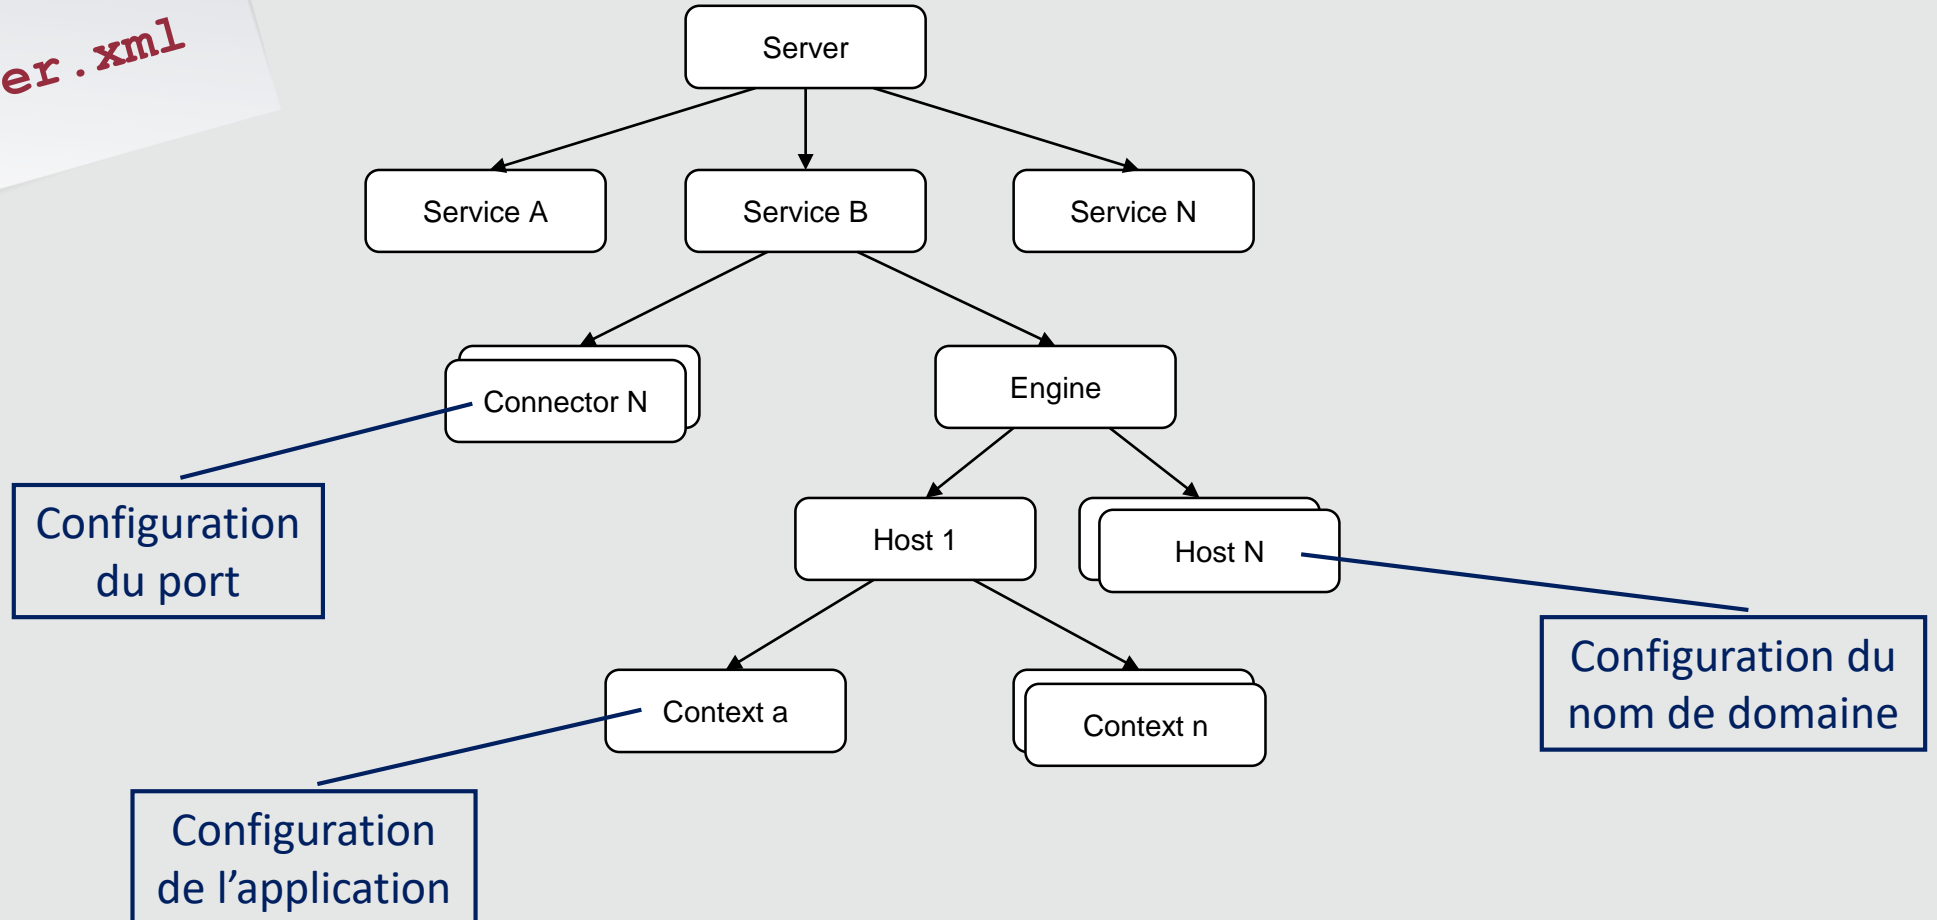 er.xml
Server
Service A
Service B
Service N
Connector N
Engine
Configuration
du port
Host 1
Host N
Configuration du
nom de domaine
Context a
Context n
Configuration
de l’application